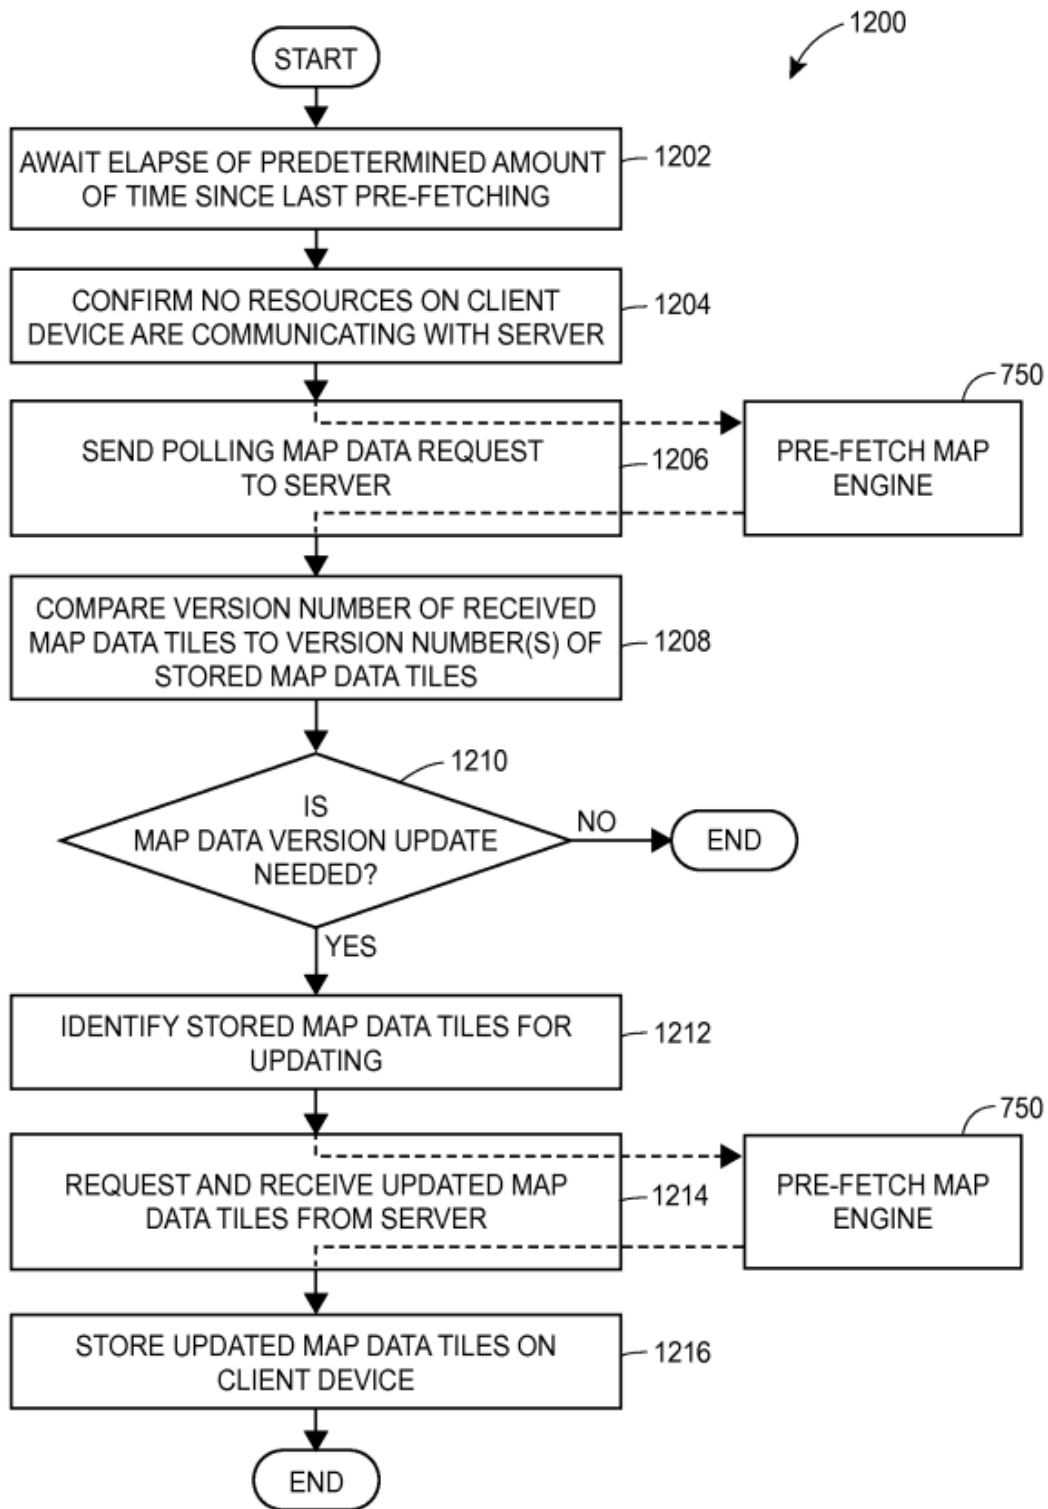 1200
START
AWAIT ELAPSE OF PREDETERMINED AMOUNT
OF TIME SINCE LAST PRE-FETCHING
1202
CONFIRM NO RESOURCES ON CLIENT
DEVICE ARE COMMUNICATING WITH SERVER
1204
SEND POLLING MAP DATA REQUEST
TO SERVER
1206
750
PRE-FETCH MAP
ENGINE
COMPARE VERSION NUMBER OF RECEIVED
MAP DATA TILES TO VERSION NUMBER(S) OF
STORED MAP DATA TILES
1208
1210
IS
MAP DATA VERSION UPDATE
NEEDED?
NO
END
YES
IDENTIFY STORED MAP DATA TILES FOR
UPDATING
1212
REQUEST AND RECEIVE UPDATED MAP
DATA TILES FROM SERVER
1214
750
PRE-FETCH MAP
ENGINE
STORE UPDATED MAP DATA TILES ON
CLIENT DEVICE
1216
END